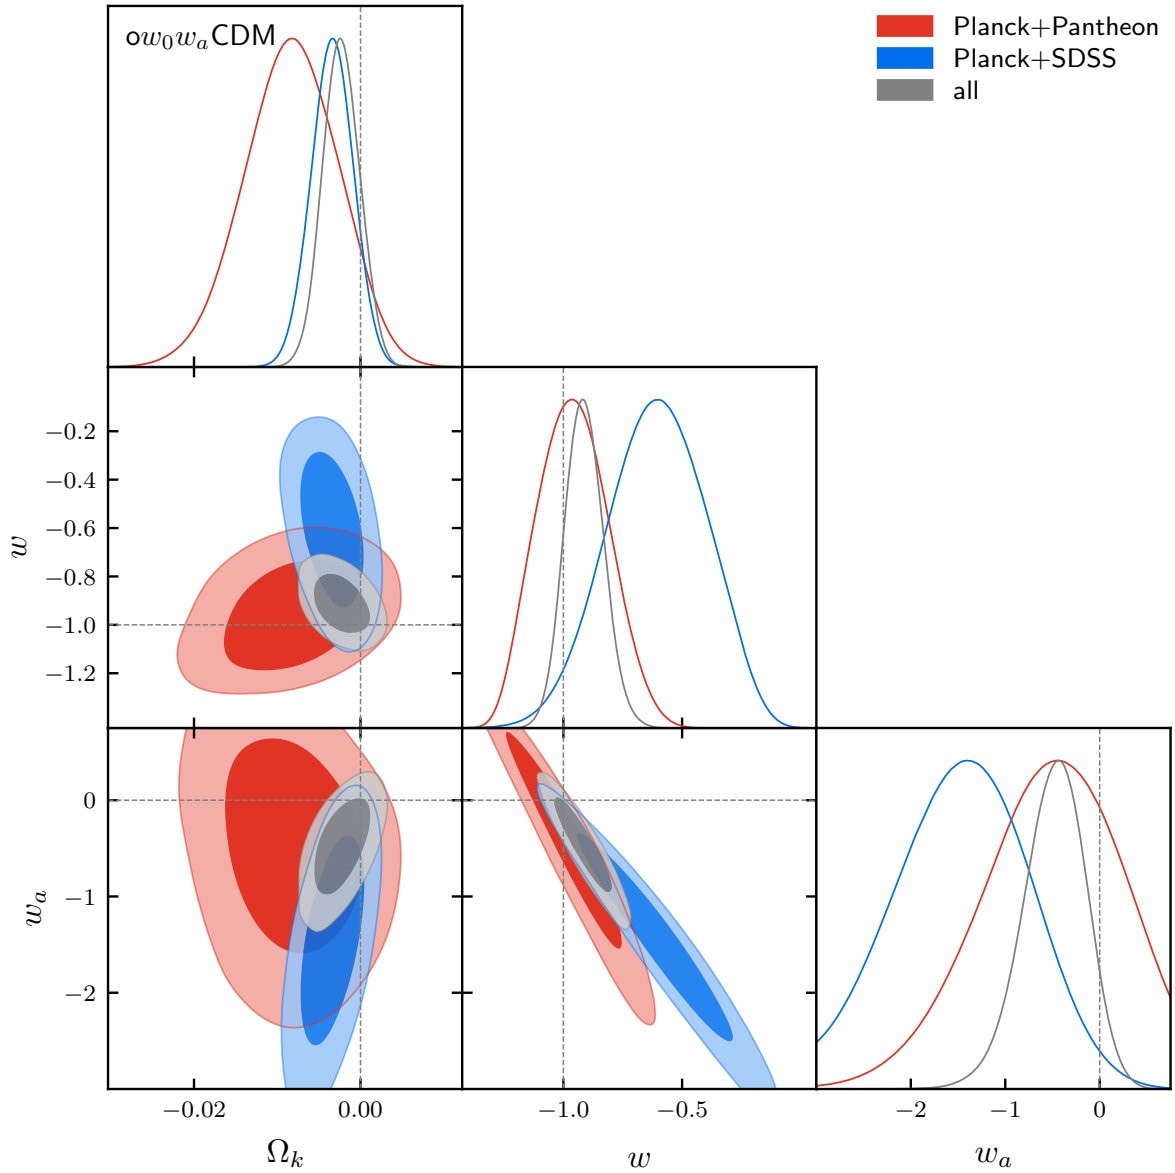 ow₀wₐCDM
Planck+Pantheon
Planck+SDSS
all
w
−0.2
−0.4
−0.6
−0.8
−1.0
−1.2
wₐ
0
−1
−2
−0.02 0.00 −1.0 −0.5 −2 −1 0
Ωₖ w wₐ